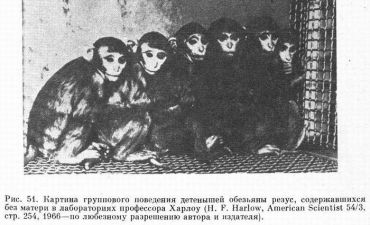 Рис. 51. Картина группового поведения детенышей обезьяны резус, содержавшихся
без матери в лабораториях профессора Харлоу (H. F. Harlow, American Scientist 54/3,
стр. 254, 1966—по любезному разрешению автора и издателя).